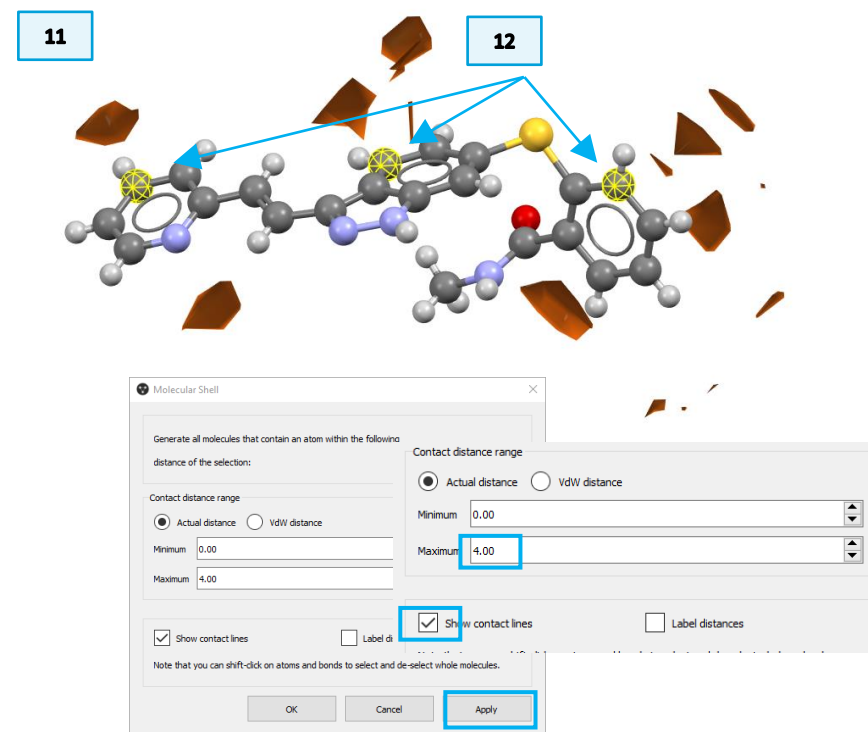 11
12
Molecular Shell
Generate all molecules that contain an atom within the following
distance of the selection:
Contact distance range
Actual distance VdW distance
Minimum 0.00
Maximum 4.00
Show contact lines Label
Note that you can shift-click on atoms and bonds to select and de-select whole molecules.
OK Cancel Apply
Contact distance range
Actual distance VdW distance
Minimum 0.00
Maximum 4.00
Show contact lines Label distances